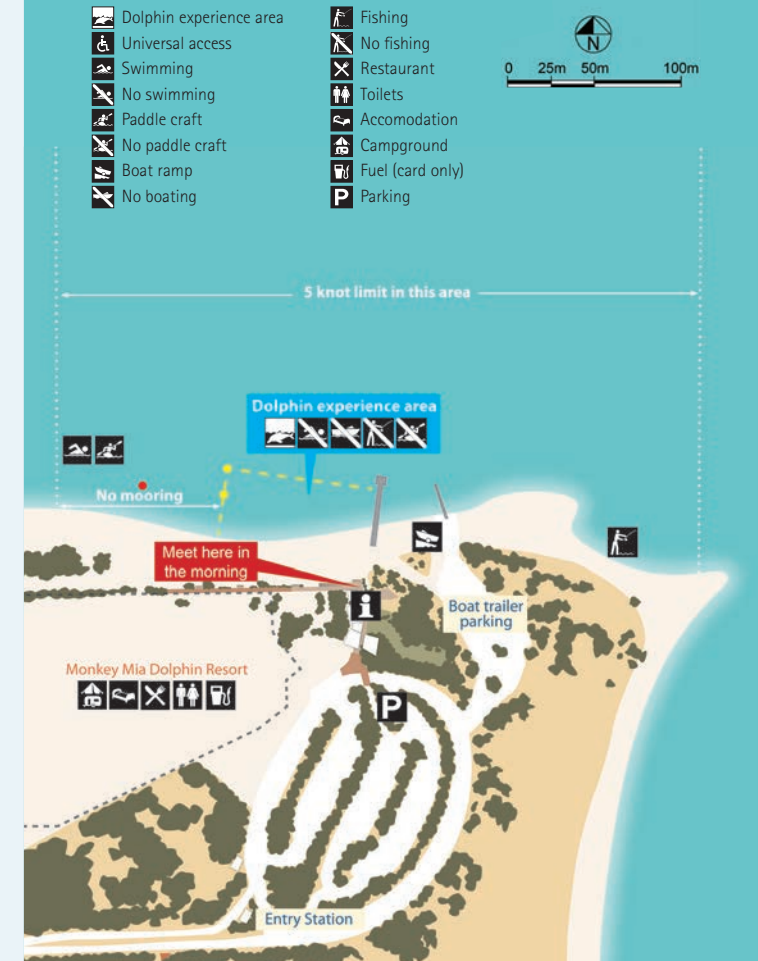 Dolphin experience area
Universal access
Swimming
No swimming
Paddle craft
No paddle craft
Boat ramp
No boating
Fishing
No fishing
Restaurant
Toilets
Accomodation
Campground
Fuel (card only)
P Parking
N
0 25m 50m 100m
5 knot limit in this area
Dolphin experience area
No mooring
Meet here in
the morning
i
Boat trailer
parking
Monkey Mia Dolphin Resort
P
Entry Station